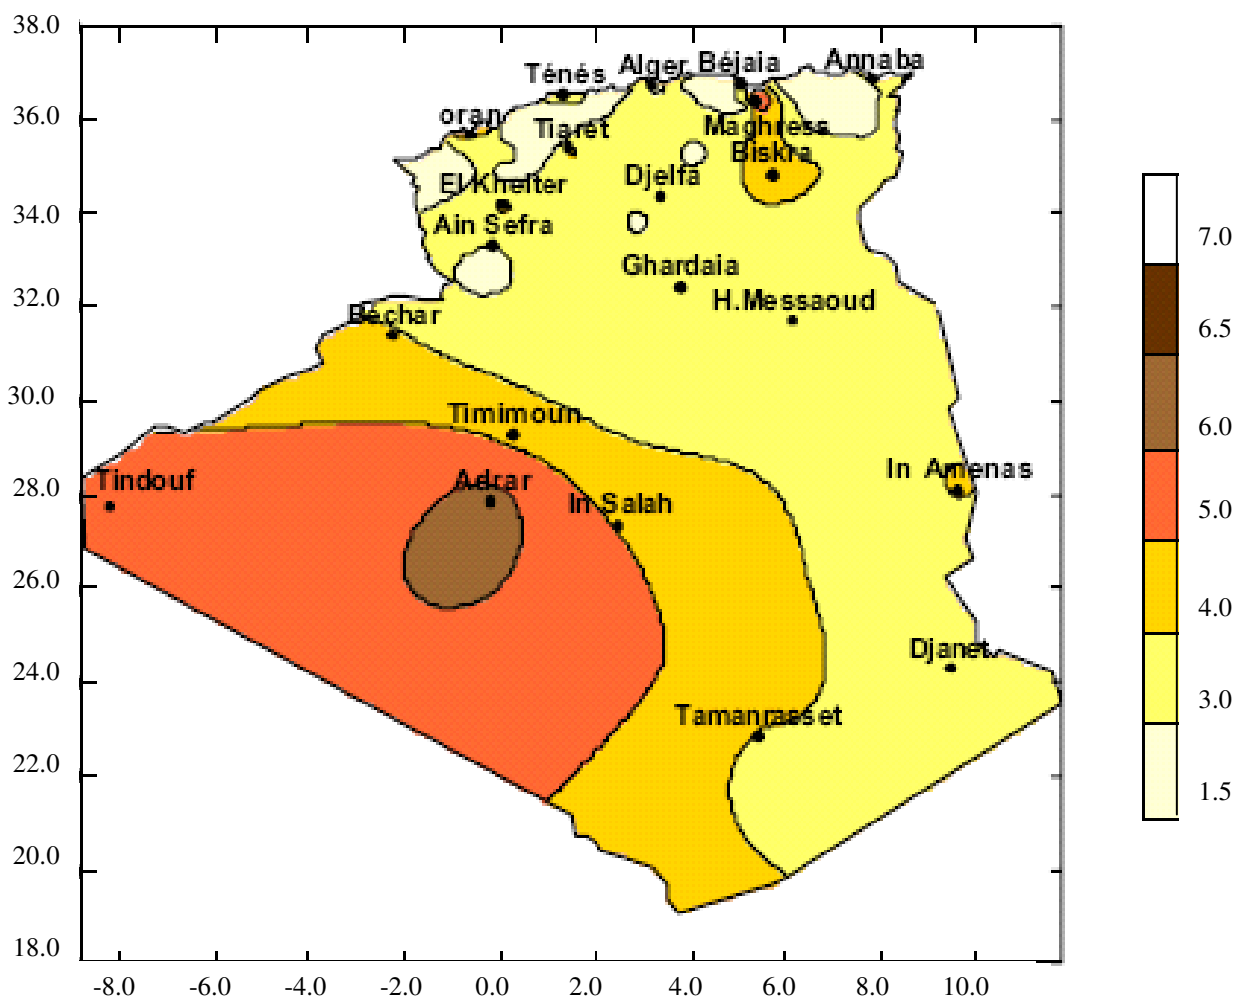 38.0
Annaba
Alger Béjaia
Ténés
36.0
oran
Tiaret
Maghress
Biskra
El Kheiter
Djelfa
34.0
Ain Sefra
Ghardaia
7.0
32.0
H.Messaoud
Béchar
6.5
30.0
Timimoun
6.0
In Amenas
28.0
Tindouf
Adrar
In Salah
5.0
26.0
4.0
24.0
Djanet
3.0
Tamanrasset
22.0
1.5
20.0
18.0
-8.0 -6.0 -4.0 -2.0 0.0 2.0 4.0 6.0 8.0 10.0